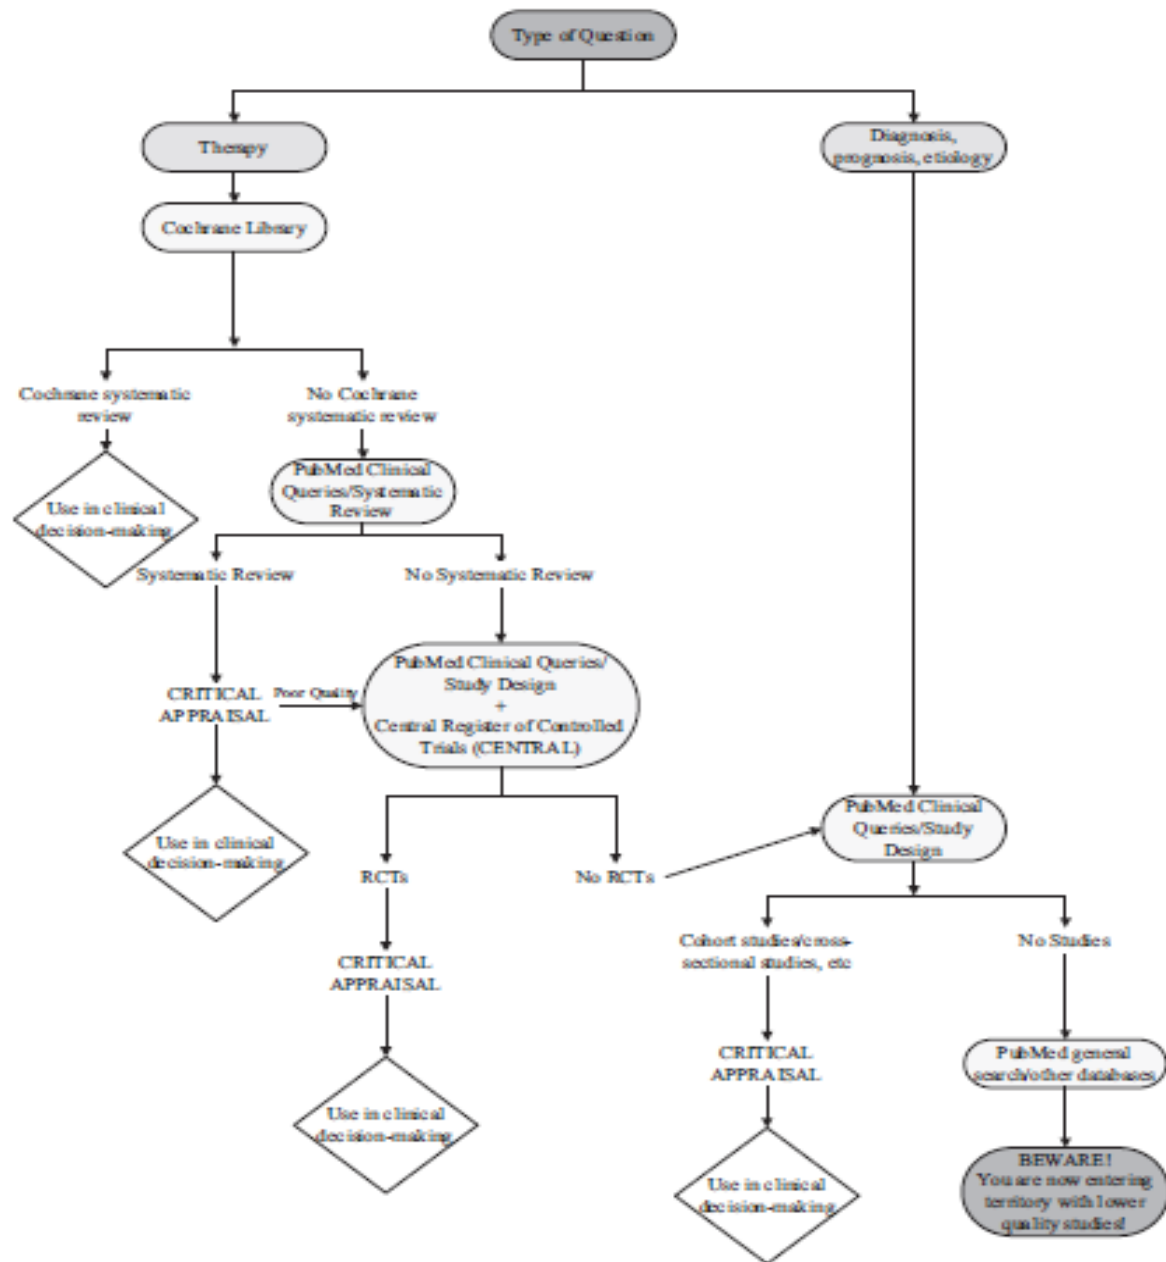 Type of Question
Therapy
Diagnosis,
prognosis, etiology
Cochrane Library
Cochrane systematic
review
No Cochrane
systematic review
Use in clinical
decision-making
PubMed Clinical
Queries/Systematic
Review
Systematic Review
No Systematic Review
CRITICAL
APPRAISAL
Poor Quality
PubMed Clinical Queries/
Study Design
+
Central Register of Controlled
Trials (CENTRAL)
Use in clinical
decision-making
RCTs
No RCTs
PubMed Clinical
Queries/Study
Design
CRITICAL
APPRAISAL
Use in clinical
decision-making
Cohort studies/cross-
sectional studies, etc
No Studies
CRITICAL
APPRAISAL
PubMed general
search/other databases
Use in clinical
decision-making
BEWARE!
You are now entering
territory with lower
quality studies!